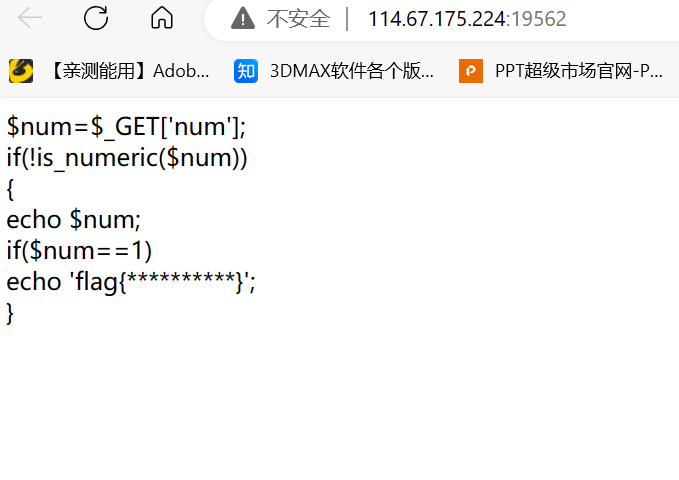 不安全 | 114.67.175.224:19562
【亲测能用】Adob... 知 3DMAX软件各个版... P PPT超级市场官网-P...
$num=$_GET['num'];
if(!is_numeric($num))
{
echo $num;
if($num==1)
echo 'flag{**********}';
}